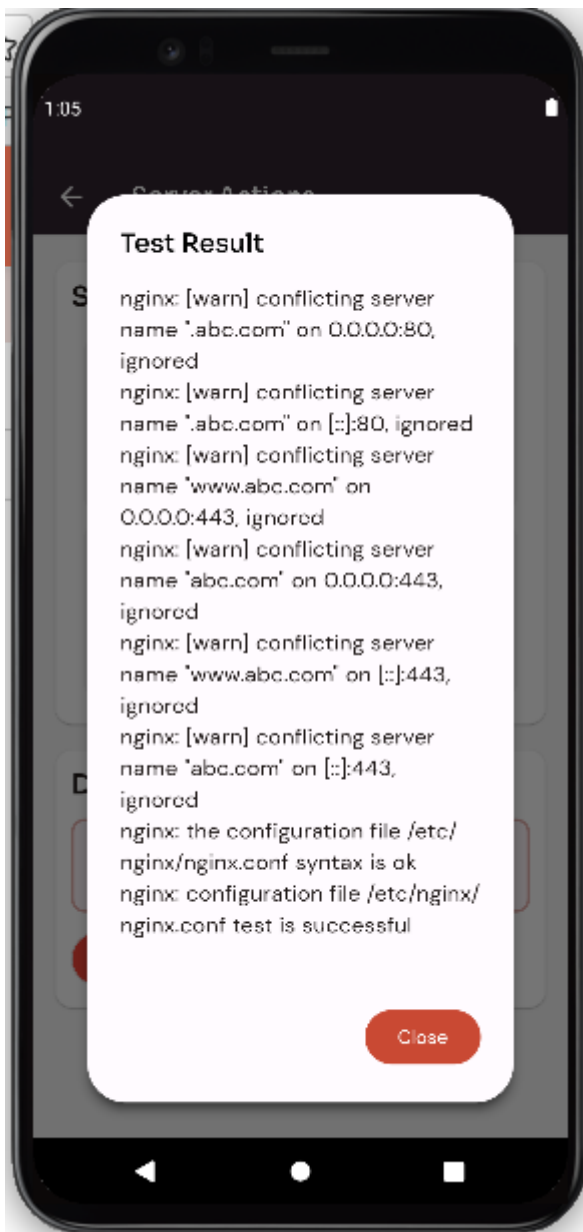 1:05
Server Actions
Test Result
S
nginx: [warn] conflicting server
name ".abc.com" on 0.0.0.0:80,
ignored
nginx: [warn] conflicting server
name ".abc.com" on [::]:80, ignored
nginx: [warn] conflicting server
name "www.abc.com" on
0.0.0.0:443, ignored
nginx: [warn] conflicting server
name "abc.com" on 0.0.0.0:443,
ignored
nginx: [warn] conflicting server
name "www.abc.com" on [::]:443,
ignored
nginx: [warn] conflicting server
name "abc.com" on [::]:443,
ignored
D
nginx: the configuration file /etc/
nginx/nginx.conf syntax is ok
nginx: configuration file /etc/nginx/
nginx.conf test is successful
Close